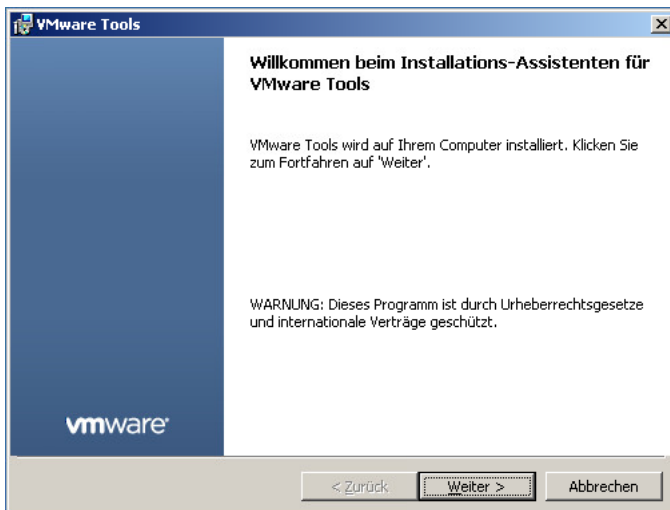 VMware Tools
Willkommen beim Installations-Assistenten für
VMware Tools
VMware Tools wird auf Ihrem Computer installiert. Klicken Sie
zum Fortfahren auf 'Weiter'.
WARNUNG: Dieses Programm ist durch Urheberrechtsgesetze
und internationale Verträge geschützt.
vmware
< Zurück
Weiter >
Abbrechen